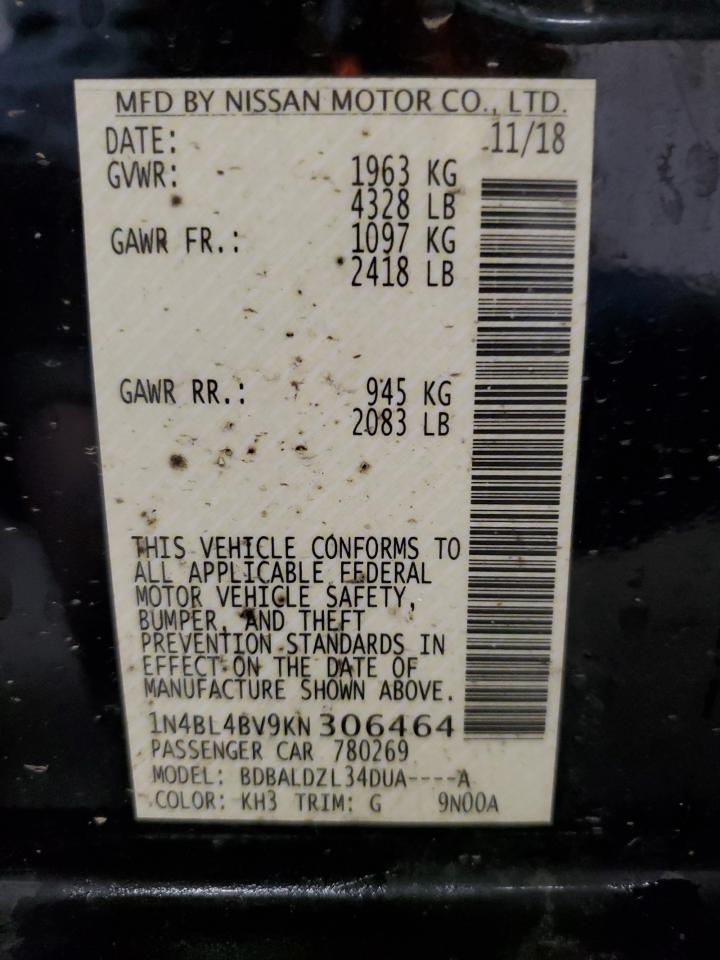 MFD BY NISSAN MOTOR CO., LTD.
DATE: 11/18
GVWR: 1963 KG
4328 LB
GAWR FR.: 1097 KG
2418 LB
GAWR RR.: 945 KG
2083 LB
THIS VEHICLE CONFORMS TO
ALL APPLICABLE FEDERAL
MOTOR VEHICLE SAFETY,
BUMPER, AND THEFT
PREVENTION STANDARDS IN
EFFECT ON THE DATE OF
MANUFACTURE SHOWN ABOVE.
1N4BL4BV9KN306464
PASSENGER CAR 780269
MODEL: BDBALDZL34DUA----A
COLOR: KH3 TRIM: G 9N00A